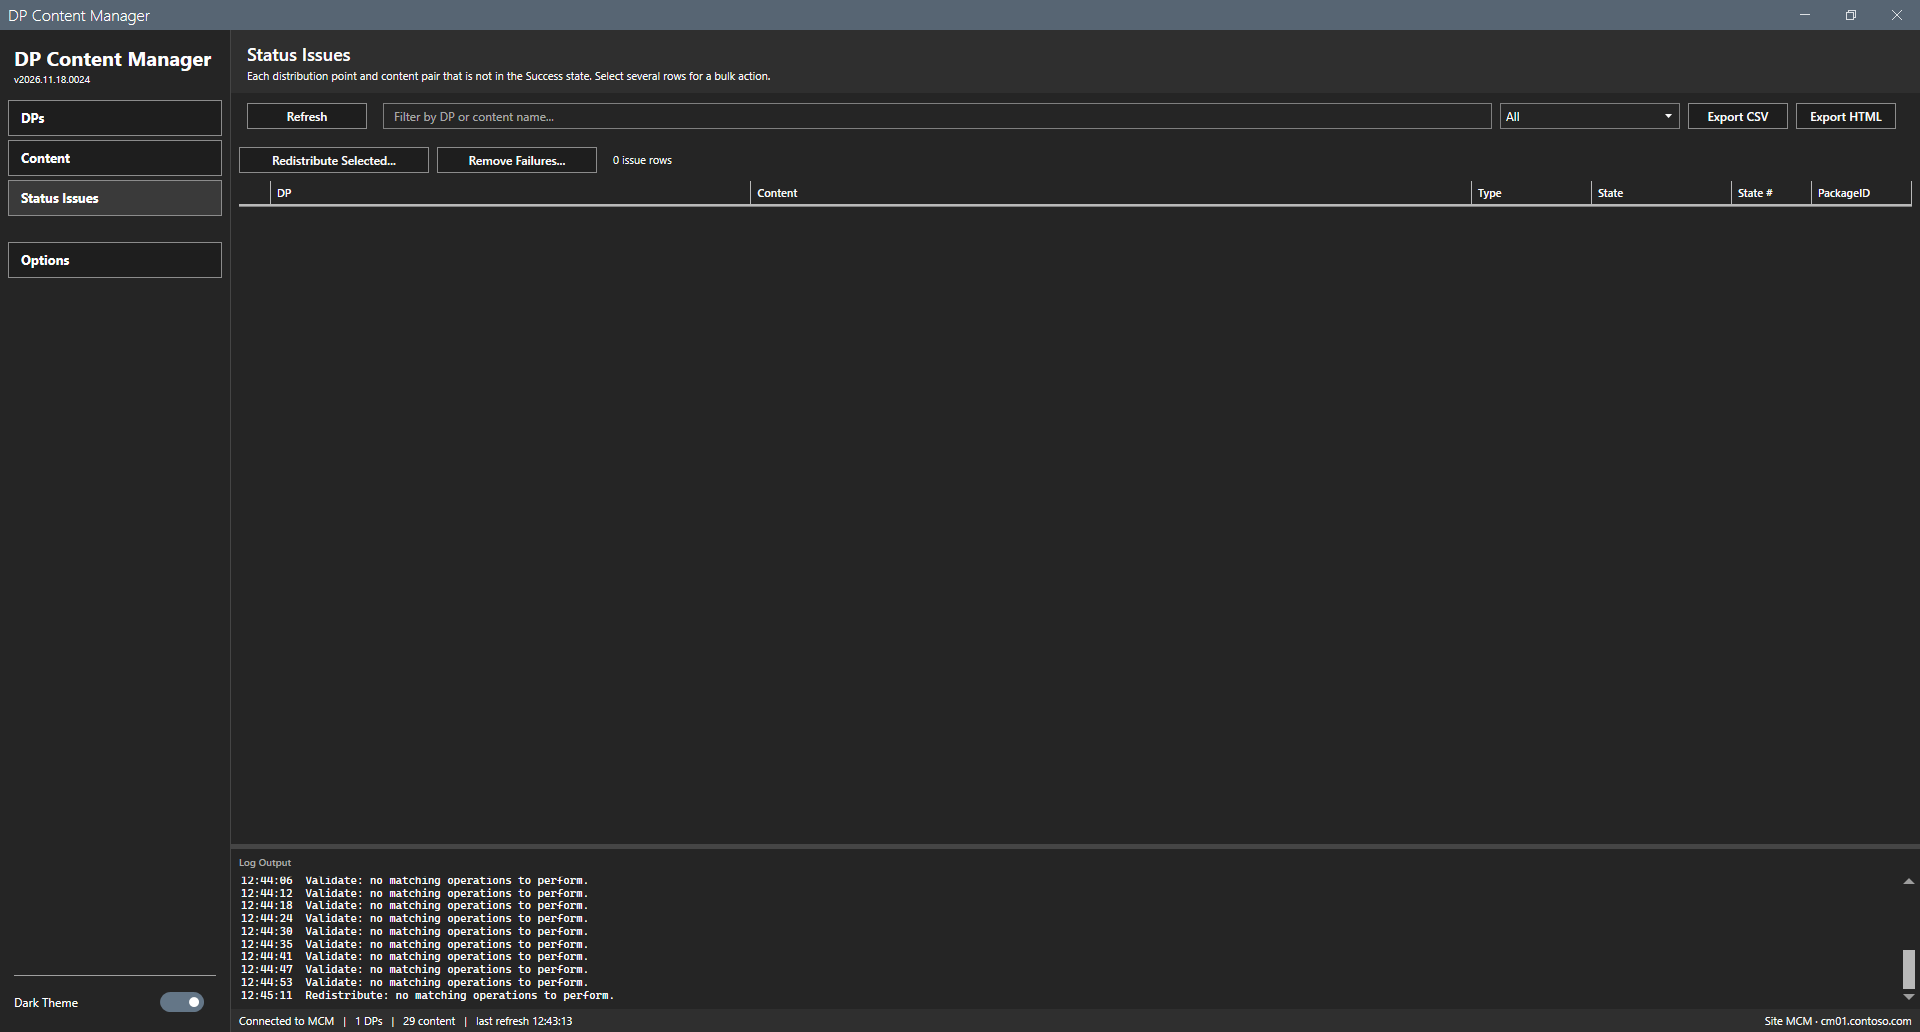 DP Content Manager
DP Content Manager
v2026.11.18.0024
DPs
Content
Status Issues
Options
Dark Theme
Status Issues
Each distribution point and content pair that is not in the Success state. Select several rows for a bulk action.
Refresh
Filter by DP or content name...
All
Export CSV
Export HTML
Redistribute Selected...
Remove Failures...
0 issue rows
DP
Content
Type
State
State #
PackageID
Log Output
12:44:06  Validate: no matching operations to perform.
12:44:12  Validate: no matching operations to perform.
12:44:18  Validate: no matching operations to perform.
12:44:24  Validate: no matching operations to perform.
12:44:30  Validate: no matching operations to perform.
12:44:35  Validate: no matching operations to perform.
12:44:41  Validate: no matching operations to perform.
12:44:47  Validate: no matching operations to perform.
12:44:53  Validate: no matching operations to perform.
12:45:11  Redistribute: no matching operations to perform.
Connected to MCM | 1 DPs | 29 content | last refresh 12:43:13
Site MCM · cm01.contoso.com